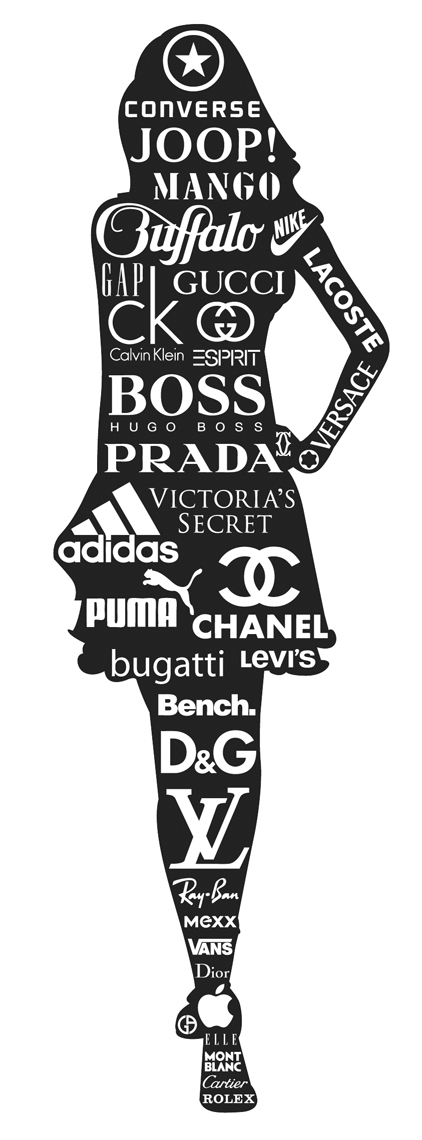 CONVERSE
JOOP!
MANGO
Buffalo
NIKE
LACOSTE
VERSACE
GAP
GUCCI
ck
Calvin Klein
ESPRIT
BOSS
HUGO BOSS
PRADA
VICTORIA'S
SECRET
adidas
PUMA
CHANEL
bugatti
LEVI'S
Bench.
D&G
LV
Ray-Ban
mexx
VANS
Dior
GA
ELLE
MONT
BLANC
Cartier
ROLEX